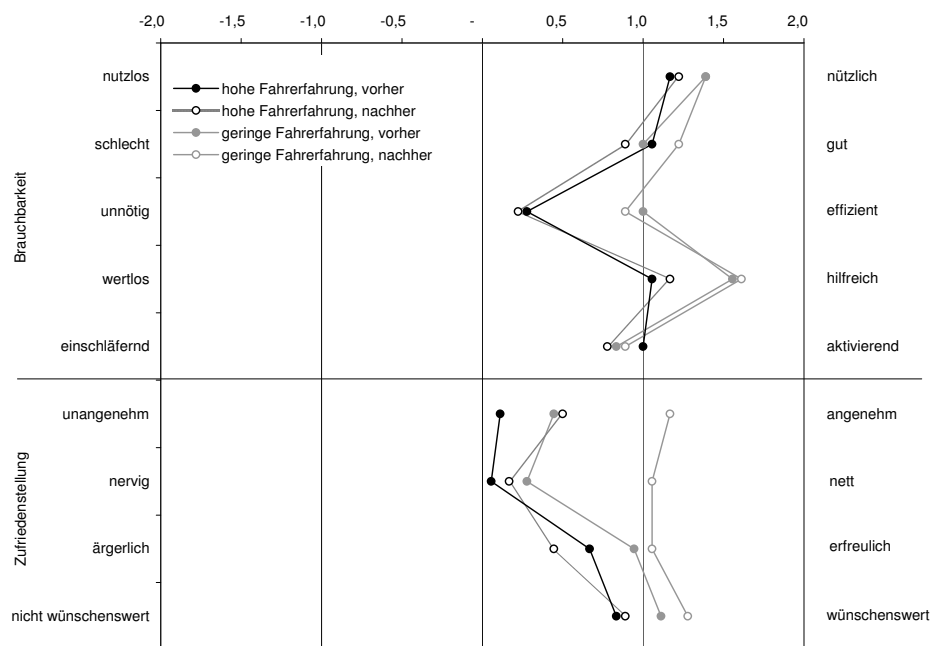 -2,0 -1,5 -1,0 -0,5 - 0,5 1,0 1,5 2,0
nutzlos nützlich
hohe Fahrerfahrung, vorher
hohe Fahrerfahrung, nachher
geringe Fahrerfahrung, vorher
geringe Fahrerfahrung, nachher
schlecht gut
Brauchbarkeit
unnötig effizient
wertlos hilfreich
einschläfernd aktivierend
unangenehm angenehm
Zufriedenstellung
nervig nett
ärgerlich erfreulich
nicht wünschenswert wünschenswert